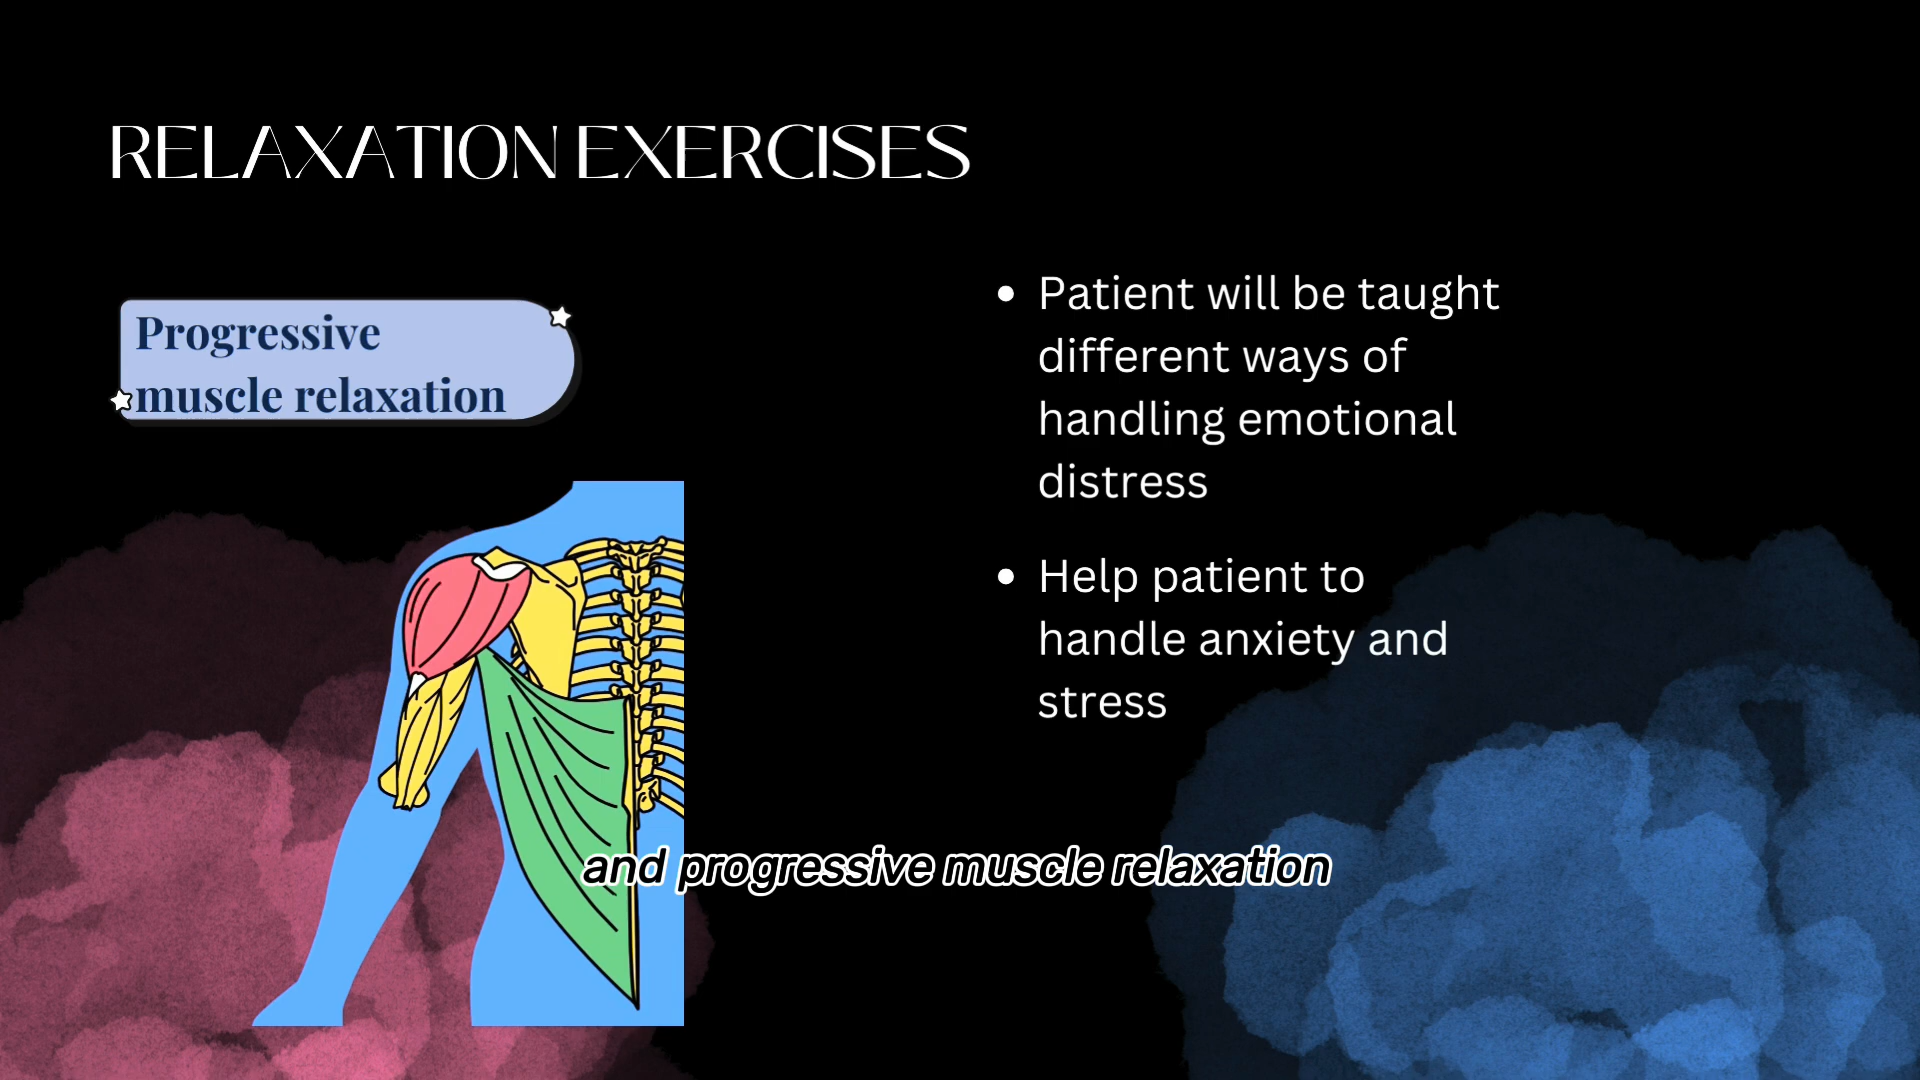 RELAXATION EXERCISES
Progressive
muscle relaxation
• Patient will be taught
different ways of
handling emotional
distress
• Help patient to
handle anxiety and
stress
and progressive muscle relaxation